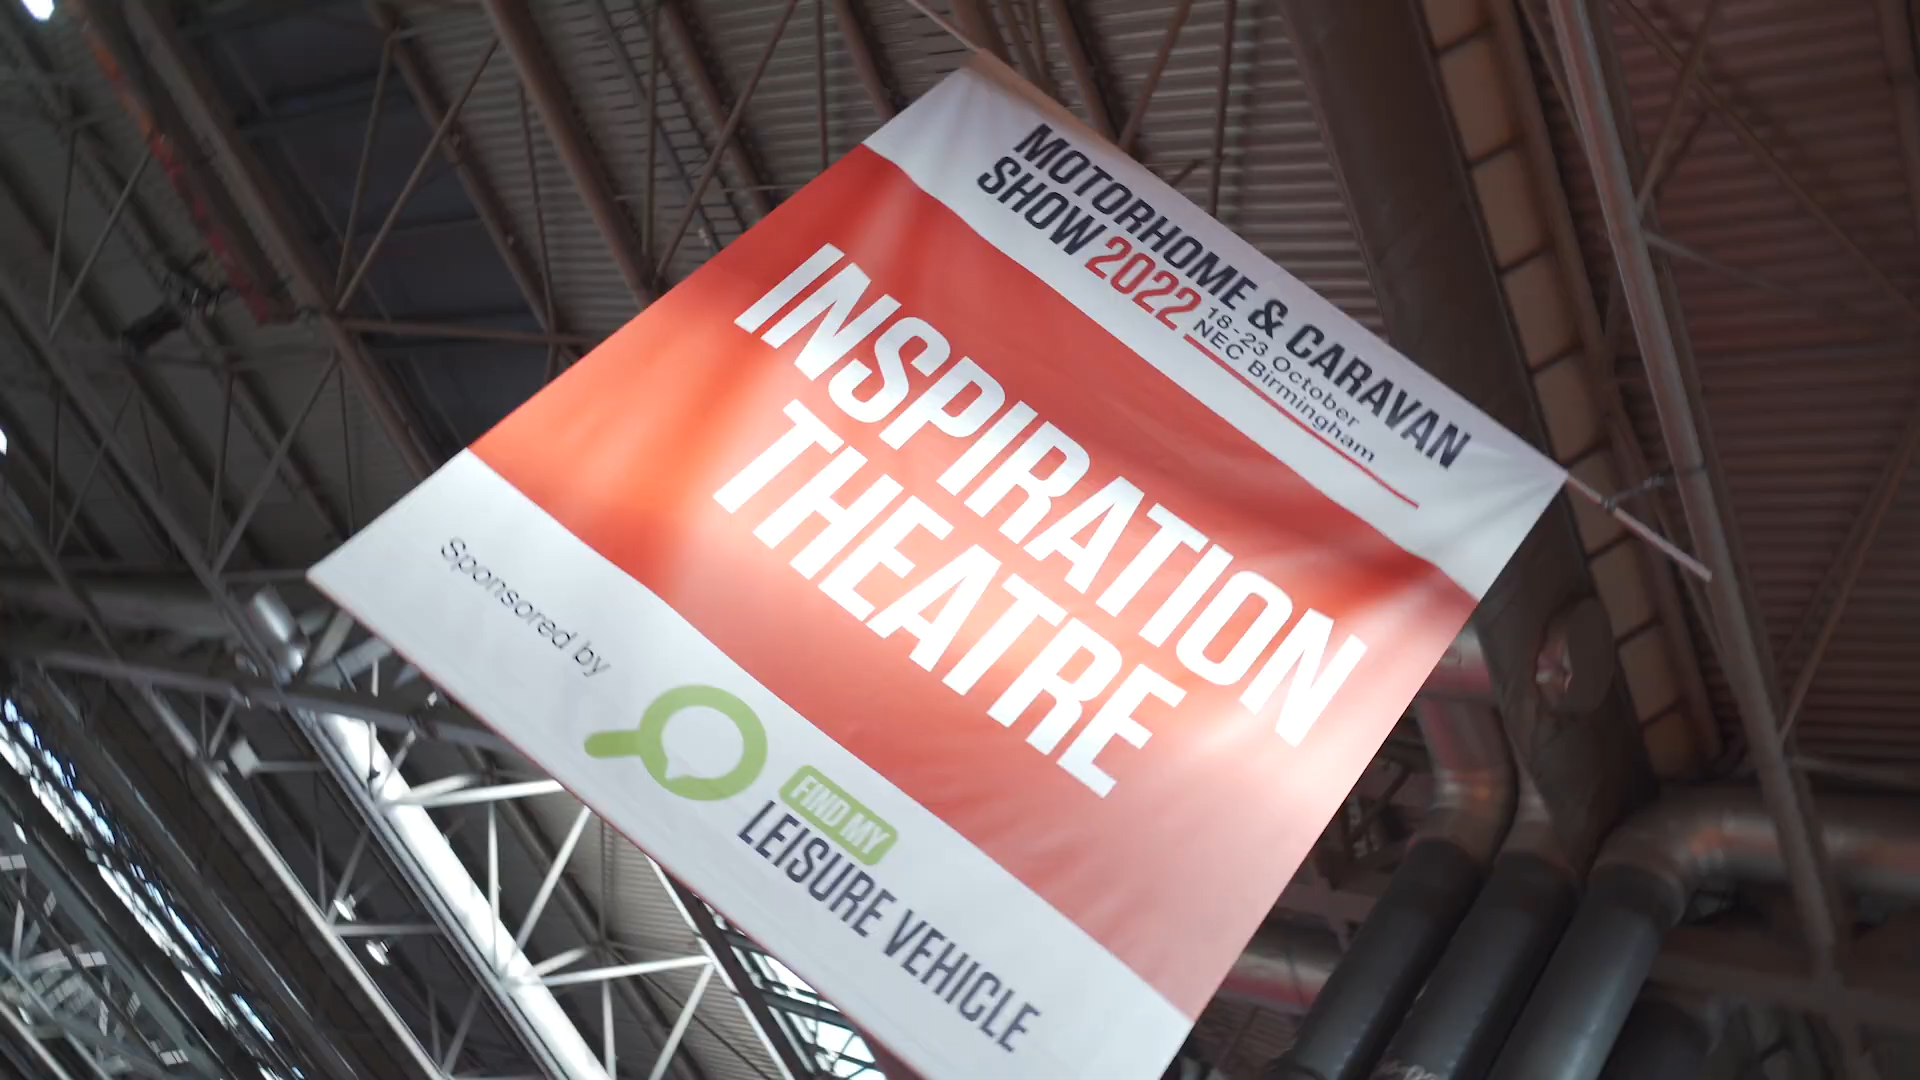 MOTORHOME & CARAVAN
SHOW 2022
18-23 October
NEC Birmingham
INSPIRATION
THEATRE
Sponsored by
FIND MY
LEISURE VEHICLE